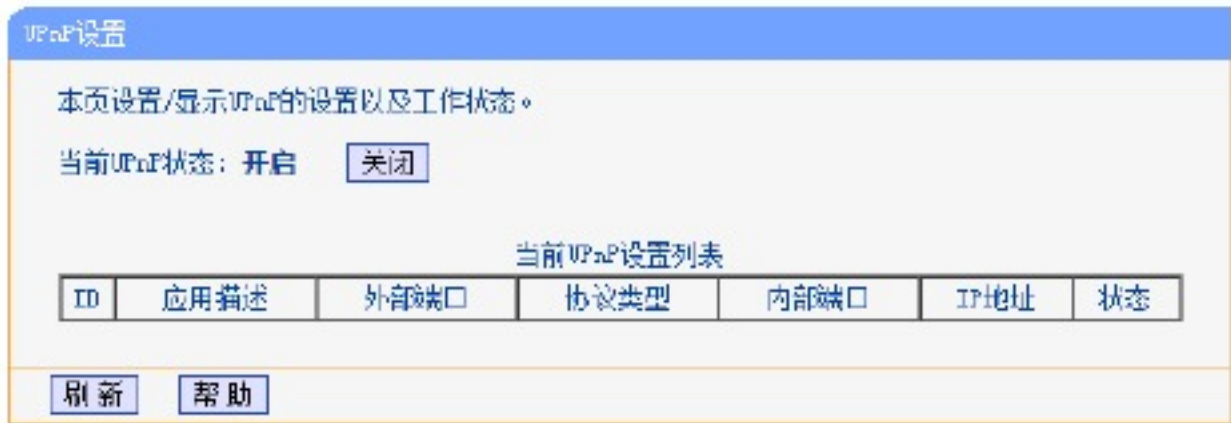 UPnP设置
本页设置/显示UPnP的设置以及工作状态。
当前UPnP状态：开启 关闭
当前UPnP设置列表
ID 应用描述 外部端口 协议类型 内部端口 IP地址 状态
刷新 帮助